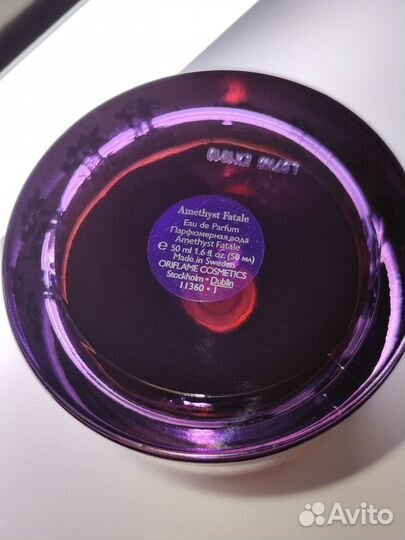 Amethyst Fatale
Eau de Parfum
Парфюмерная вода
Amethyst Fatale
℮ 50 ml 1.6 fl. oz. (50 мл)
Made in Sweden
ORIFLAME COSMETICS
Stockholm • Dublin
11360 • 1
Avito